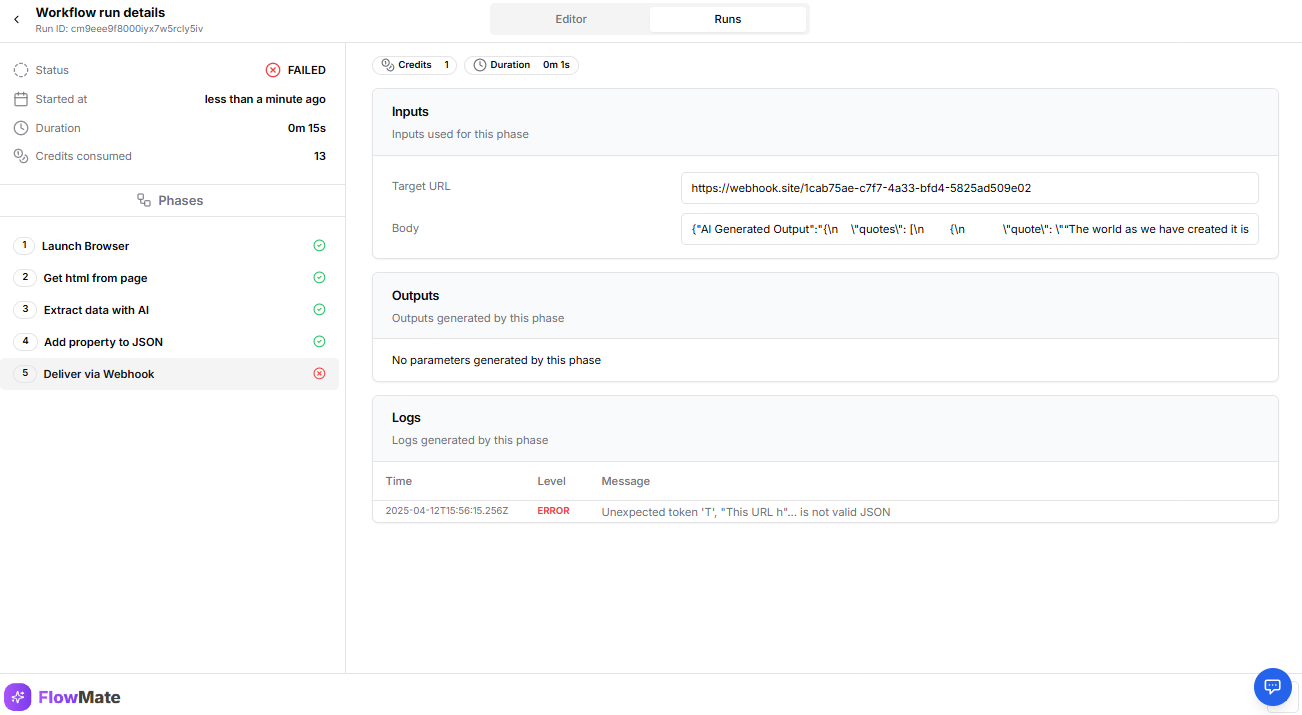 Workflow run details
Run ID: cm9eee9f8000iyx7w5rcly5iv
Editor
Runs
Status
FAILED
Started at
less than a minute ago
Duration
0m 15s
Credits consumed
13
Phases
1 Launch Browser
2 Get html from page
3 Extract data with AI
4 Add property to JSON
5 Deliver via Webhook
Credits 1
Duration 0m 1s
Inputs
Inputs used for this phase
Target URL
https://webhook.site/1cab75ae-c7f7-4a33-bfd4-5825ad509e02
Body
{"AI Generated Output":"{\n    \"quotes\": [\n        {\n            \"quote\": \"“The world as we have created it is
Outputs
Outputs generated by this phase
No parameters generated by this phase
Logs
Logs generated by this phase
Time Level Message
2025-04-12T15:56:15.256Z ERROR Unexpected token 'T', "This URL h"... is not valid JSON
FlowMate